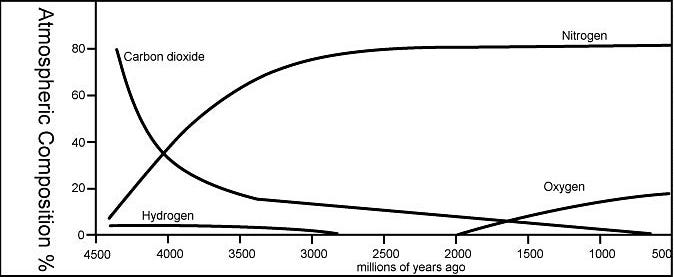 Atmospheric Composition %
80
60
40
20
0
Carbon dioxide
Nitrogen
Hydrogen
Oxygen
4500 4000 3500 3000 2500 2000 1500 1000 500
millions of years ago